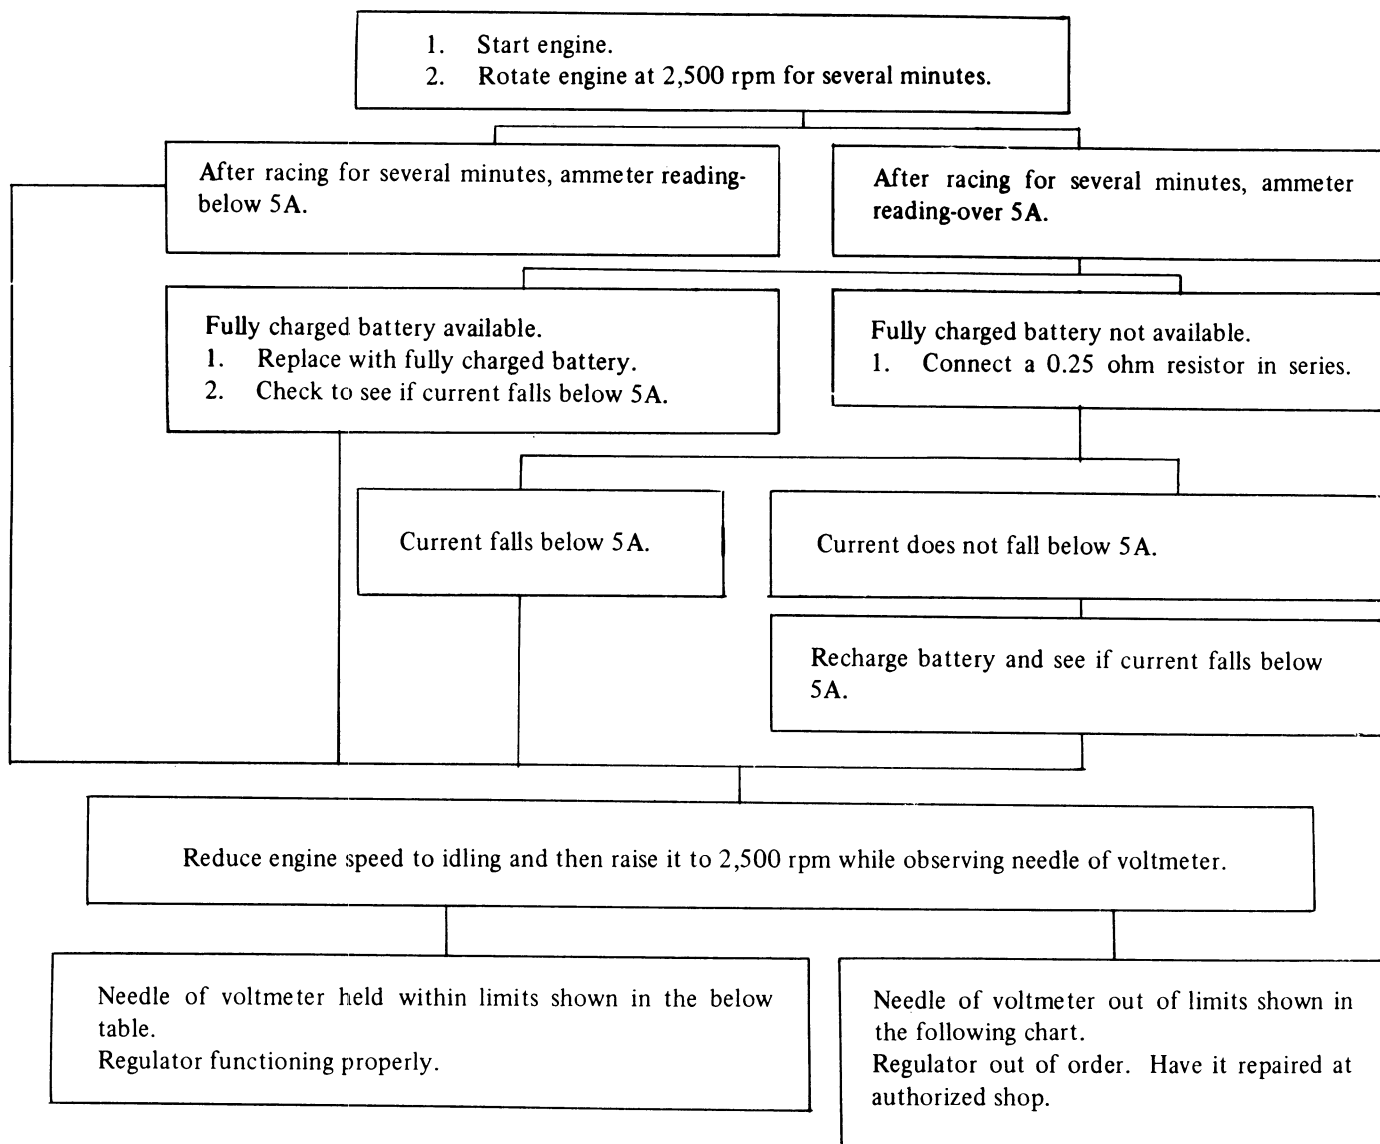 1. Start engine.
2. Rotate engine at 2,500 rpm for several minutes.
After racing for several minutes, ammeter reading-
below 5A.
After racing for several minutes, ammeter
reading-over 5A.
Fully charged battery available.
1. Replace with fully charged battery.
2. Check to see if current falls below 5A.
Fully charged battery not available.
1. Connect a 0.25 ohm resistor in series.
Current falls below 5A.
Current does not fall below 5A.
Recharge battery and see if current falls below
5A.
Reduce engine speed to idling and then raise it to 2,500 rpm while observing needle of voltmeter.
Needle of voltmeter held within limits shown in the below
table.
Regulator functioning properly.
Needle of voltmeter out of limits shown in
the following chart.
Regulator out of order. Have it repaired at
authorized shop.